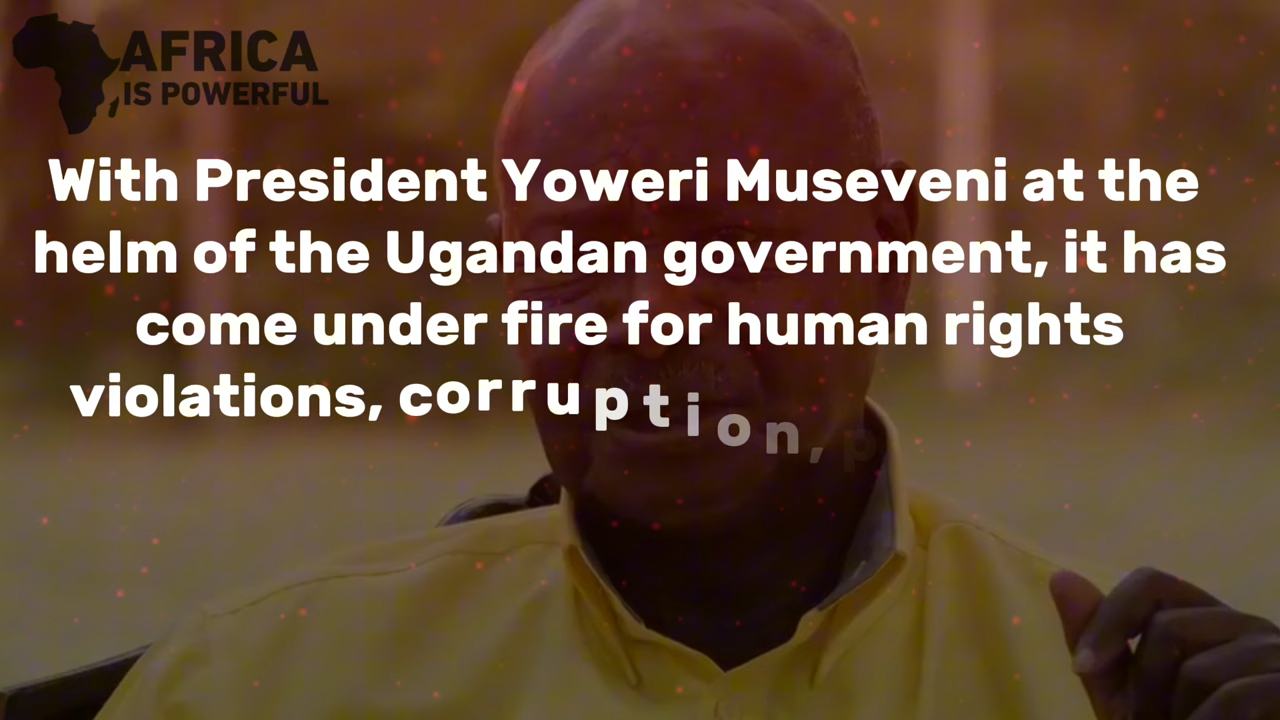 AFRICA
IS POWERFUL
With President Yoweri Museveni at the
helm of the Ugandan government, it has
come under fire for human rights
violations, corruption, p